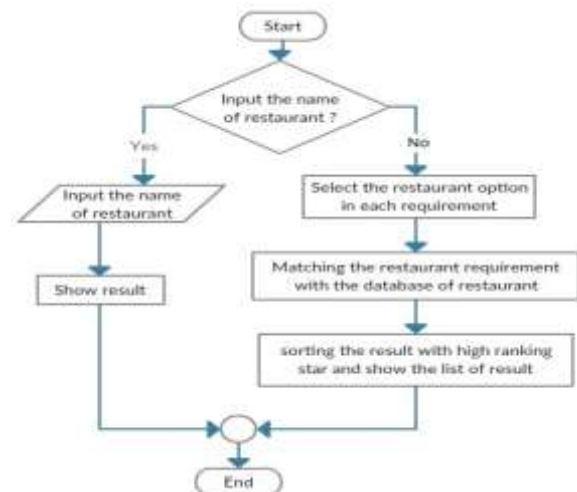 Start
Input the name
of restaurant ?
Yes
No
Input the name
of restaurant
Select the restaurant option
in each requirement
Show result
Matching the restaurant requirement
with the database of restaurant
sorting the result with high ranking
star and show the list of result
End